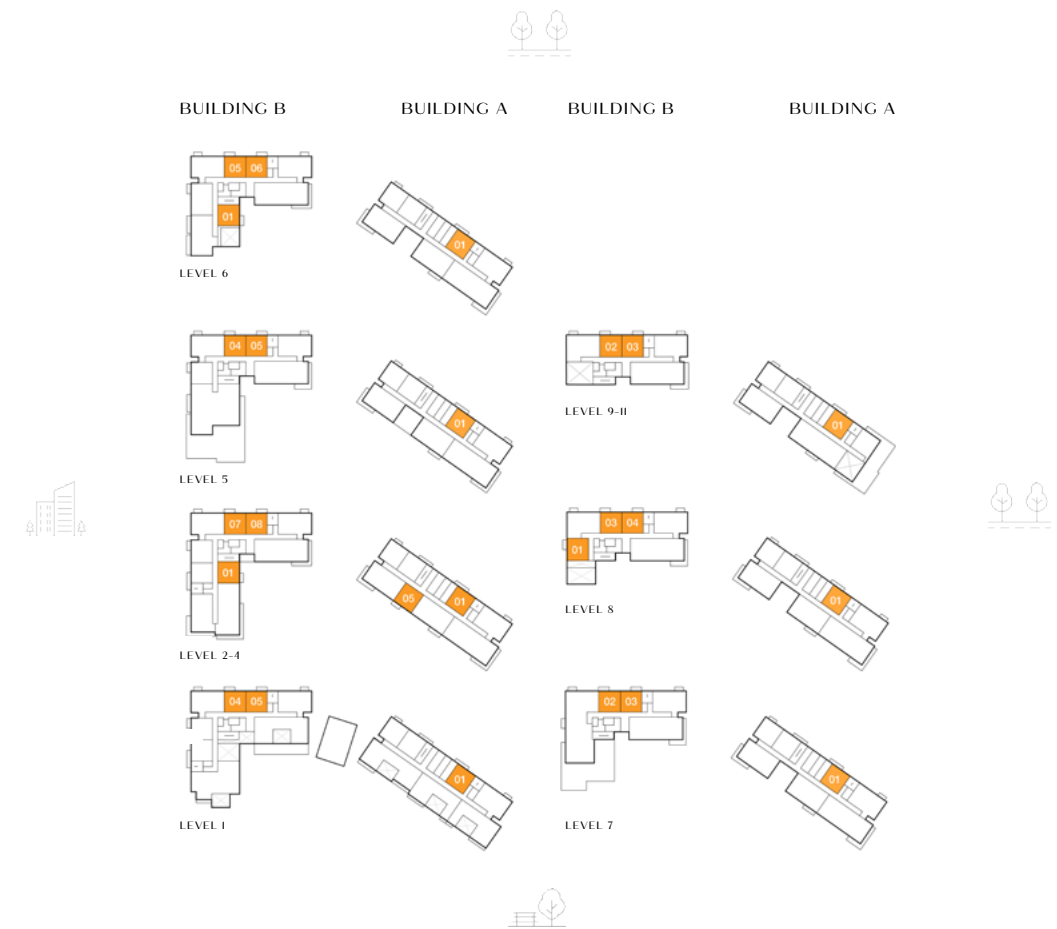 BUILDING B BUILDING A BUILDING B BUILDING A
05 06
01
01
LEVEL 6
04 05
01
LEVEL 5
02 03
01
LEVEL 9-11
07 08
01
05 01
LEVEL 2-4
03 04
01
01
LEVEL 8
04 05
01
LEVEL 1
02 03
01
LEVEL 7